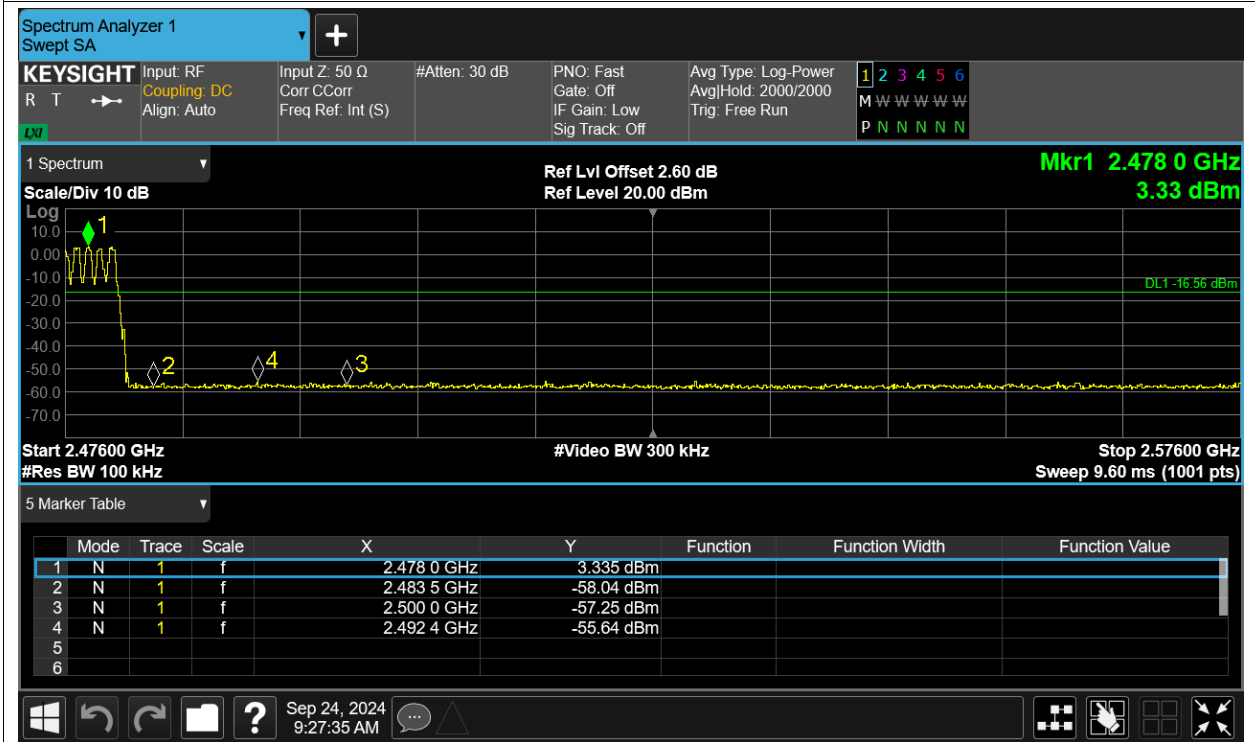 Spectrum Analyzer 1
Swept SA
+
KEYSIGHT Input: RF Input Z: 50 Ω #Atten: 30 dB PNO: Fast Avg Type: Log-Power 1 2 3 4 5 6
R T Coupling: DC Corr CCorr Gate: Off Avg|Hold: 2000/2000 M W W W W W
Align: Auto Freq Ref: Int (S) IF Gain: Low Trig: Free Run
LXI Sig Track: Off P N N N N N
1 Spectrum Ref Lvl Offset 2.60 dB Mkr1 2.478 0 GHz
Scale/Div 10 dB Ref Level 20.00 dBm 3.33 dBm
Log
10.0 1
0.00
-10.0 DL1 -16.56 dBm
-20.0
-30.0
-40.0
-50.0 2 4 3
-60.0
-70.0
Start 2.47600 GHz #Video BW 300 kHz Stop 2.57600 GHz
#Res BW 100 kHz Sweep 9.60 ms (1001 pts)
5 Marker Table
Mode Trace Scale X Y Function Function Width Function Value
1 N 1 f 2.478 0 GHz 3.335 dBm
2 N 1 f 2.483 5 GHz -58.04 dBm
3 N 1 f 2.500 0 GHz -57.25 dBm
4 N 1 f 2.492 4 GHz -55.64 dBm
5
6
? Sep 24, 2024
9:27:35 AM